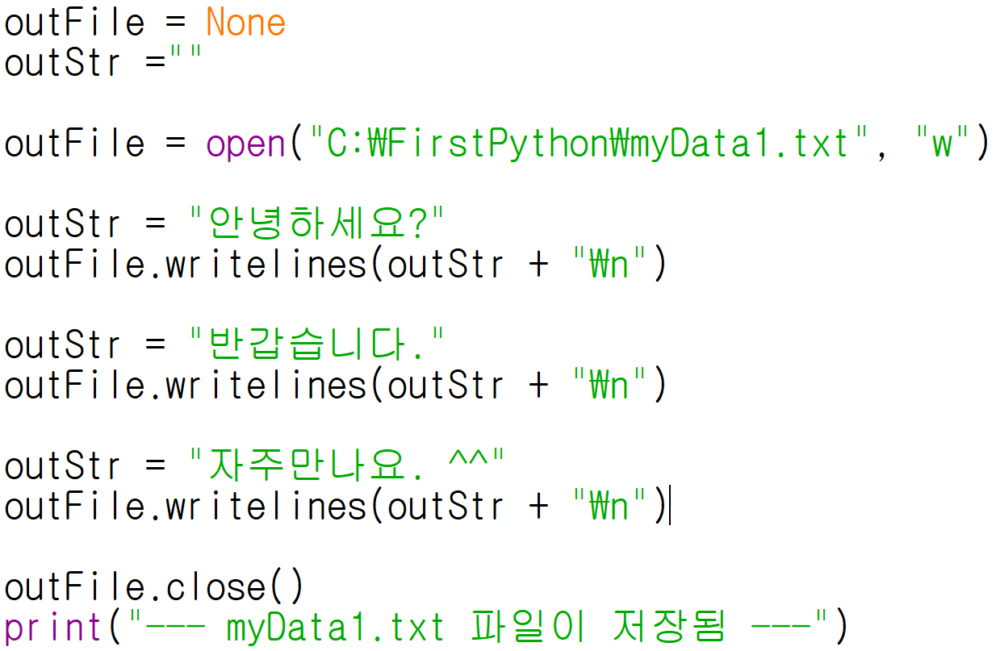 outFile = None
outStr =""
outFile = open("C:₩FirstPython₩myData1.txt", "w")
outStr = "안녕하세요?"
outFile.writelines(outStr + "₩n")
outStr = "반갑습니다."
outFile.writelines(outStr + "₩n")
outStr = "자주만나요. ^^"
outFile.writelines(outStr + "₩n")
outFile.close()
print("--- myData1.txt 파일이 저장됨 ---")